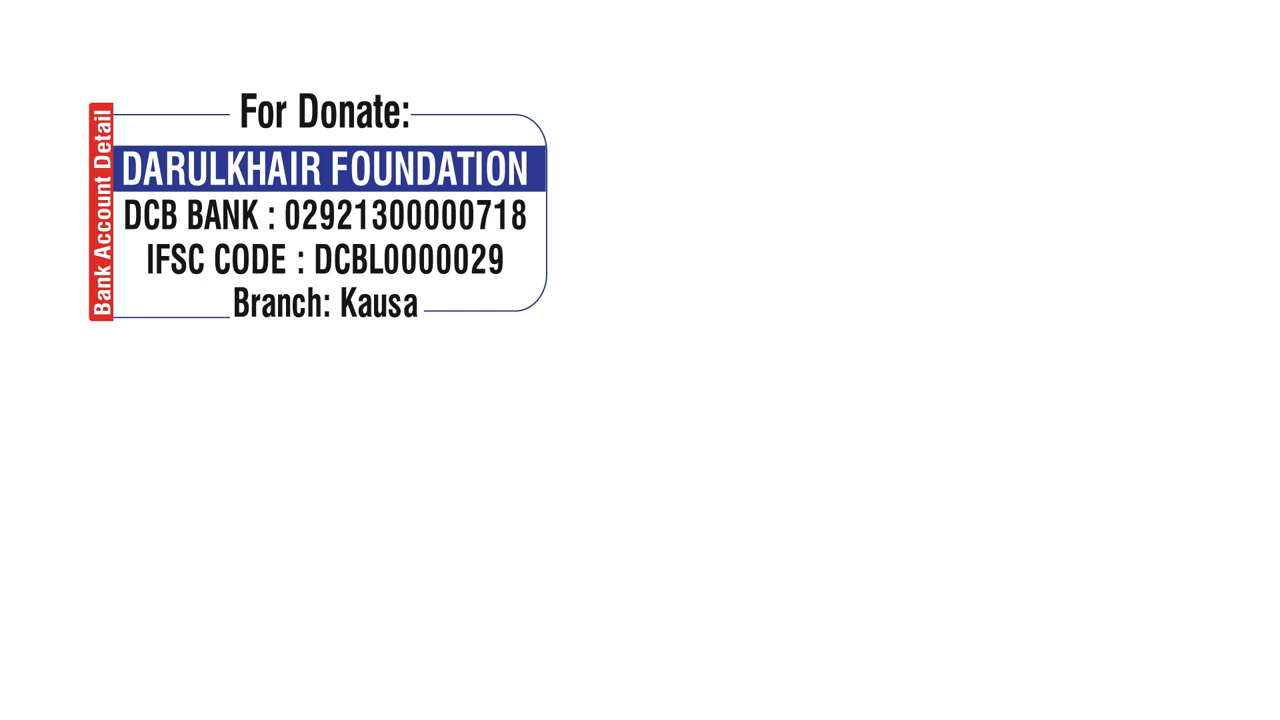 For Donate:
Bank Account Detail
DARULKHAIR FOUNDATION
DCB BANK : 02921300000718
IFSC CODE : DCBL0000029
Branch: Kausa